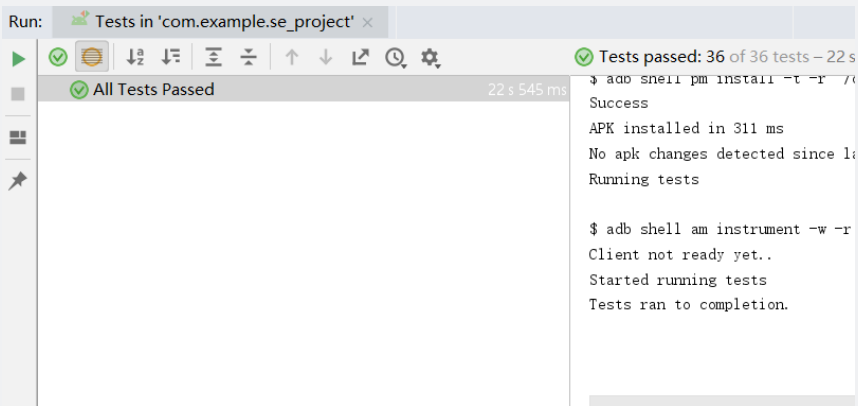 Run: Tests in 'com.example.se_project'
Tests passed: 36 of 36 tests – 22 s
All Tests Passed 22 s 545 ms
$ adb shell pm install -t -r
Success
APK installed in 311 ms
No apk changes detected since
Running tests
$ adb shell am instrument -w -r
Client not ready yet..
Started running tests
Tests ran to completion.